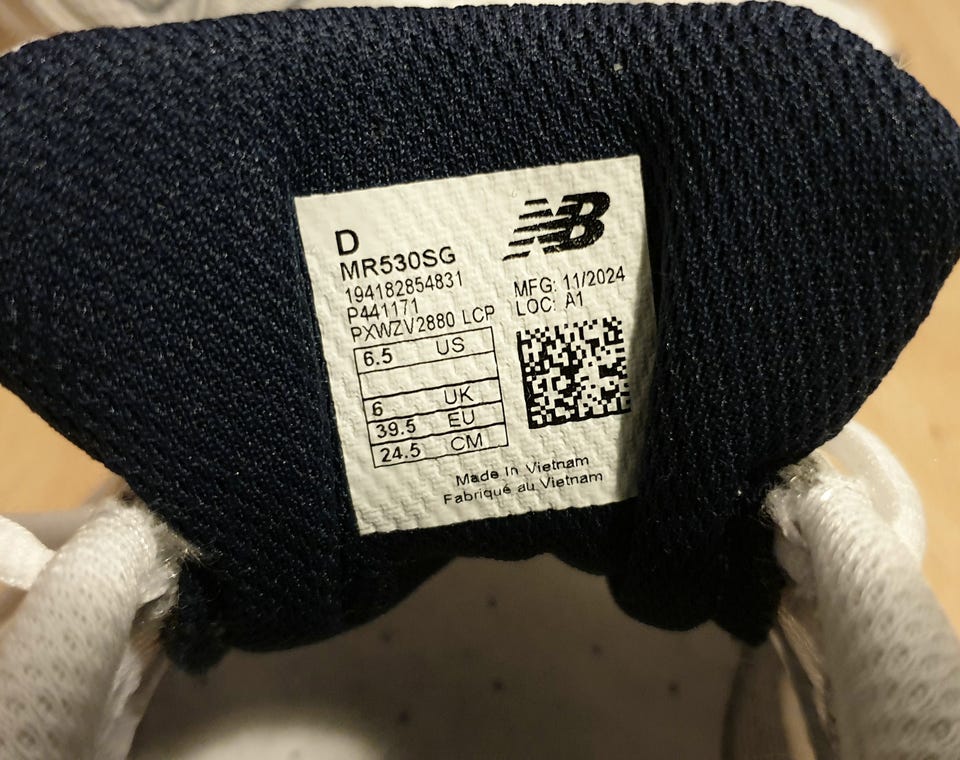 D
MR530SG
194182854831
P441171
PXWZV2880 LCP
6.5 US
6 UK
39.5 EU
24.5 CM
NB
MFG: 11/2024
LOC: A1
Made In Vietnam
Fabriqué au Vietnam